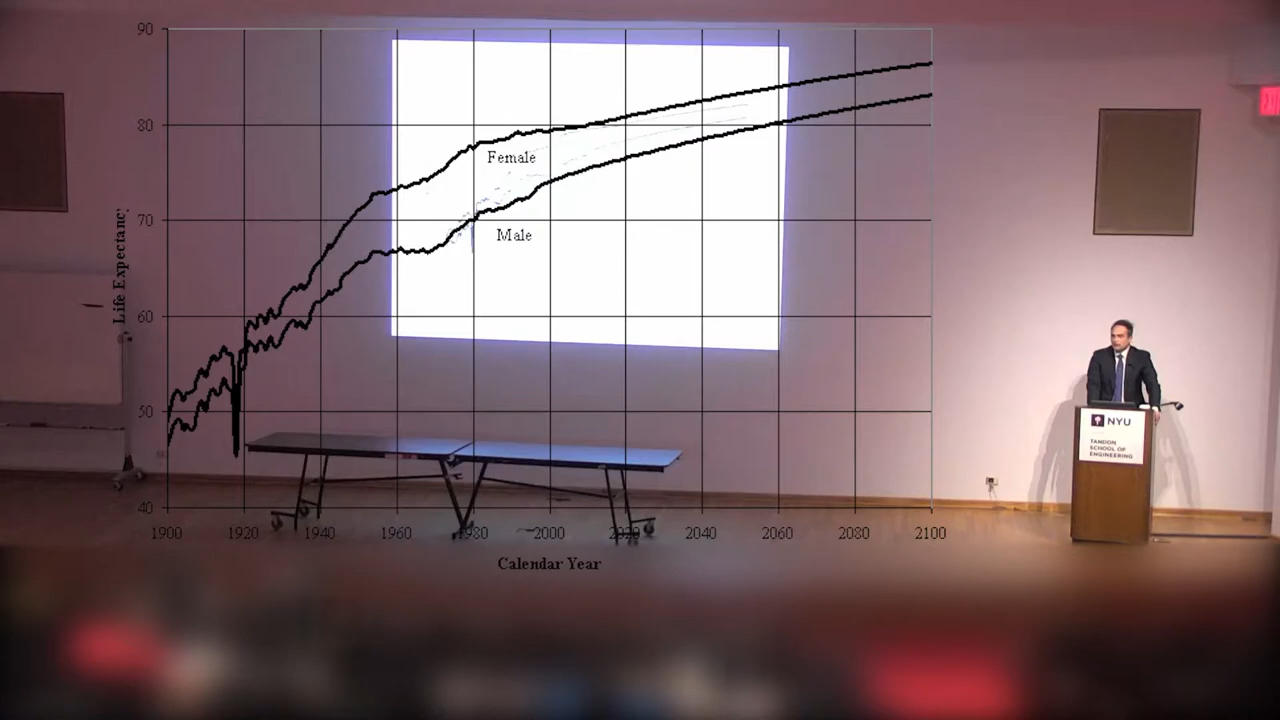 90
80
70
60
50
40
Life Expectancy
Female
Male
1900 1920 1940 1960 1980 2000 2020 2040 2060 2080 2100
Calendar Year
NYU
TANDON
SCHOOL OF
ENGINEERING